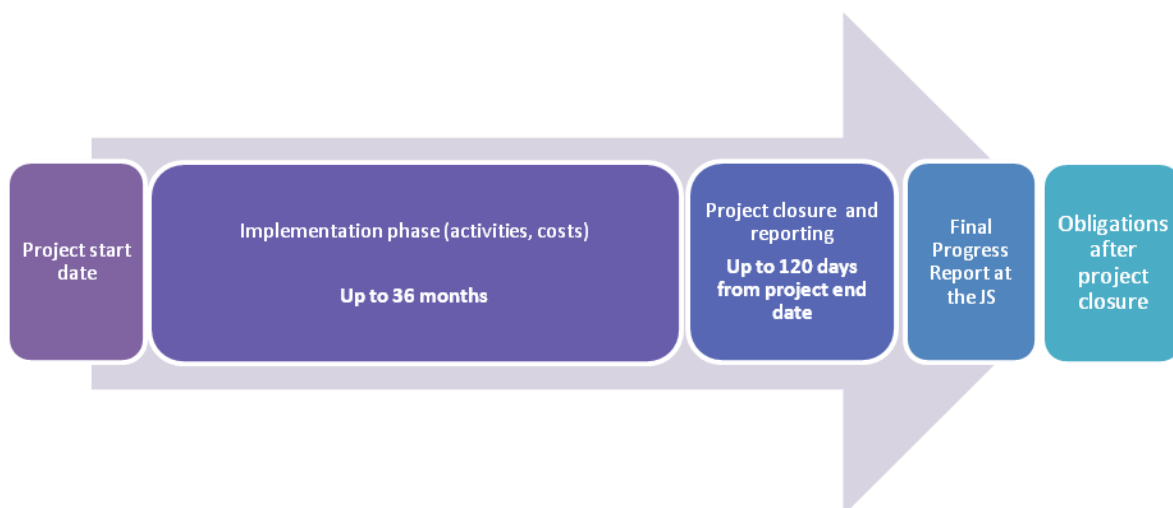 Project start
date
Implementation phase (activities, costs)
Up to 36 months
Project closure and
reporting
Up to 120 days
from project end
date
Final
Progress
Report at
the JS
Obligations
after
project
closure